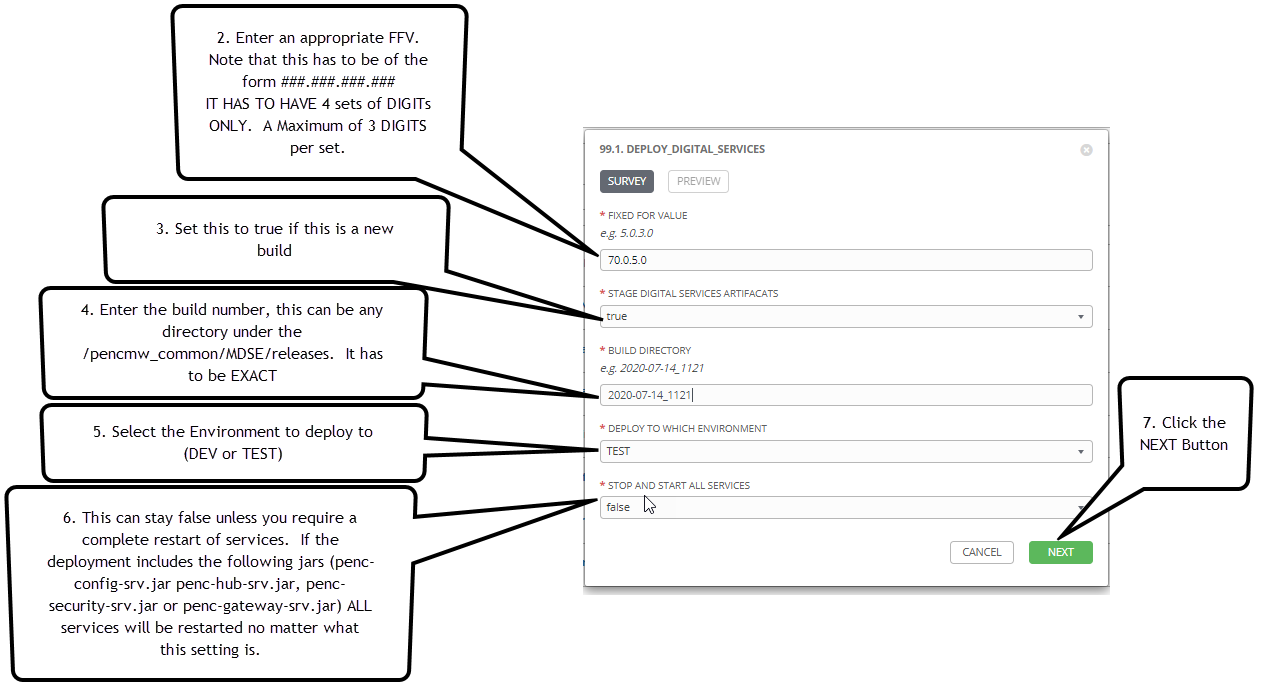 2. Enter an appropriate FFV.
Note that this has to be of the
form ###.###.###.###
IT HAS TO HAVE 4 sets of DIGITs
ONLY.  A Maximum of 3 DIGITS
per set.
3. Set this to true if this is a new
build
4. Enter the build number, this can be any
directory under the
/pencmw_common/MDSE/releases.  It has
to be EXACT
5. Select the Environment to deploy to
(DEV or TEST)
6. This can stay false unless you require a
complete restart of services.  If the
deployment includes the following jars (penc-
config-srv.jar penc-hub-srv.jar, penc-
security-srv.jar or penc-gateway-srv.jar) ALL
services will be restarted no matter what
this setting is.
99.1. DEPLOY_DIGITAL_SERVICES
SURVEY PREVIEW
* FIXED FOR VALUE
e.g. 5.0.3.0
70.0.5.0
* STAGE DIGITAL SERVICES ARTIFACATS
true
* BUILD DIRECTORY
e.g. 2020-07-14_1121
2020-07-14_1121
* DEPLOY TO WHICH ENVIRONMENT
TEST
* STOP AND START ALL SERVICES
false
CANCEL NEXT
7. Click the
NEXT Button